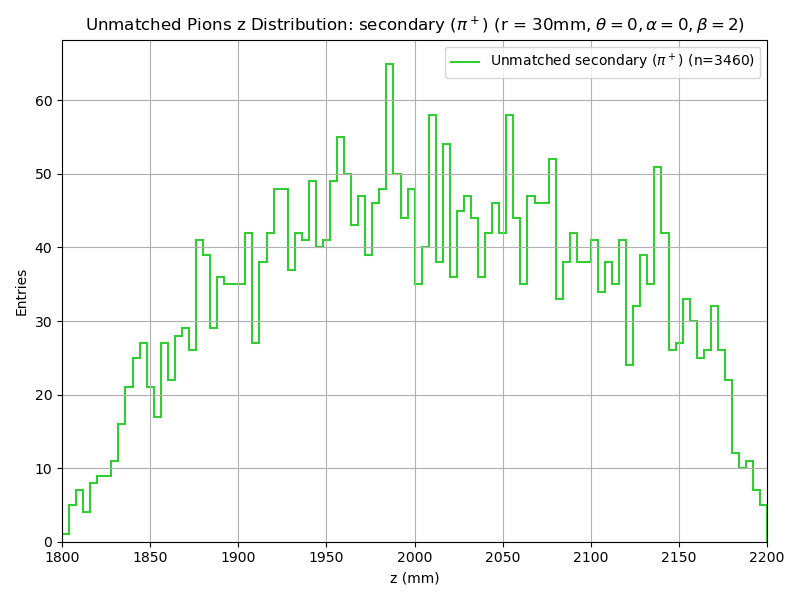 Unmatched Pions z Distribution: secondary (π⁺) (r = 30mm, θ = 0, α = 0, β = 2)
Unmatched secondary (π⁺) (n=3460)
60
50
40
30
20
10
0
Entries
1800 1850 1900 1950 2000 2050 2100 2150 2200
z (mm)